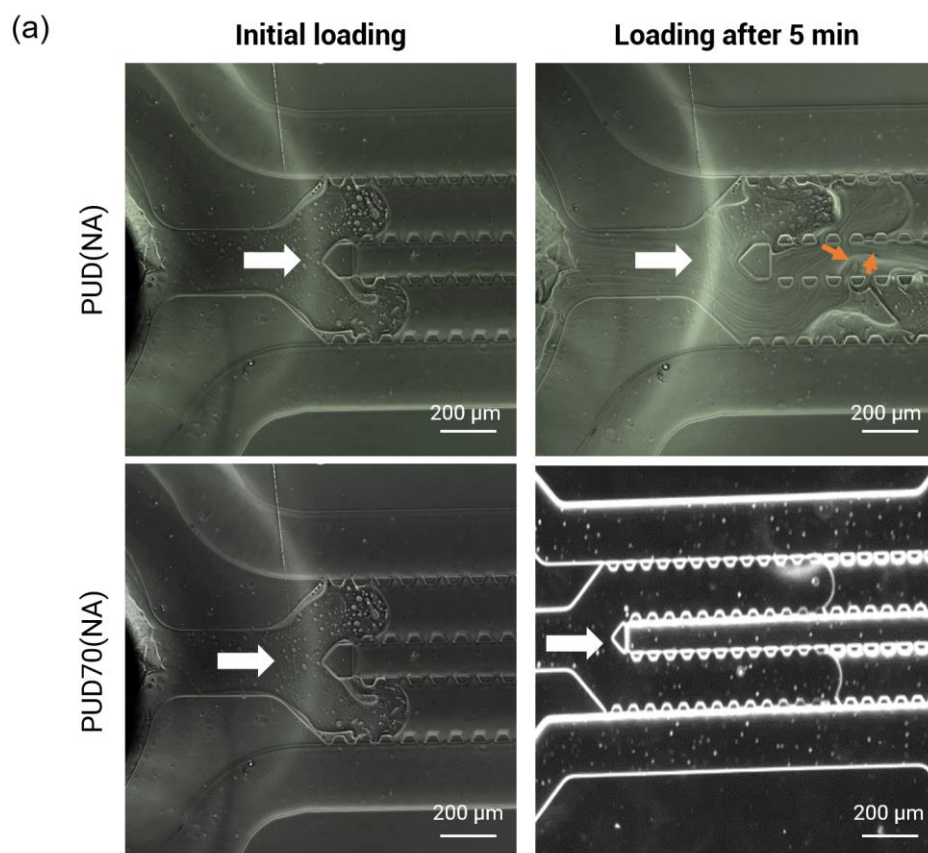 (a)
Initial loading
Loading after 5 min
PUD(NA)
200 µm
200 µm
PUD70(NA)
200 µm
200 µm